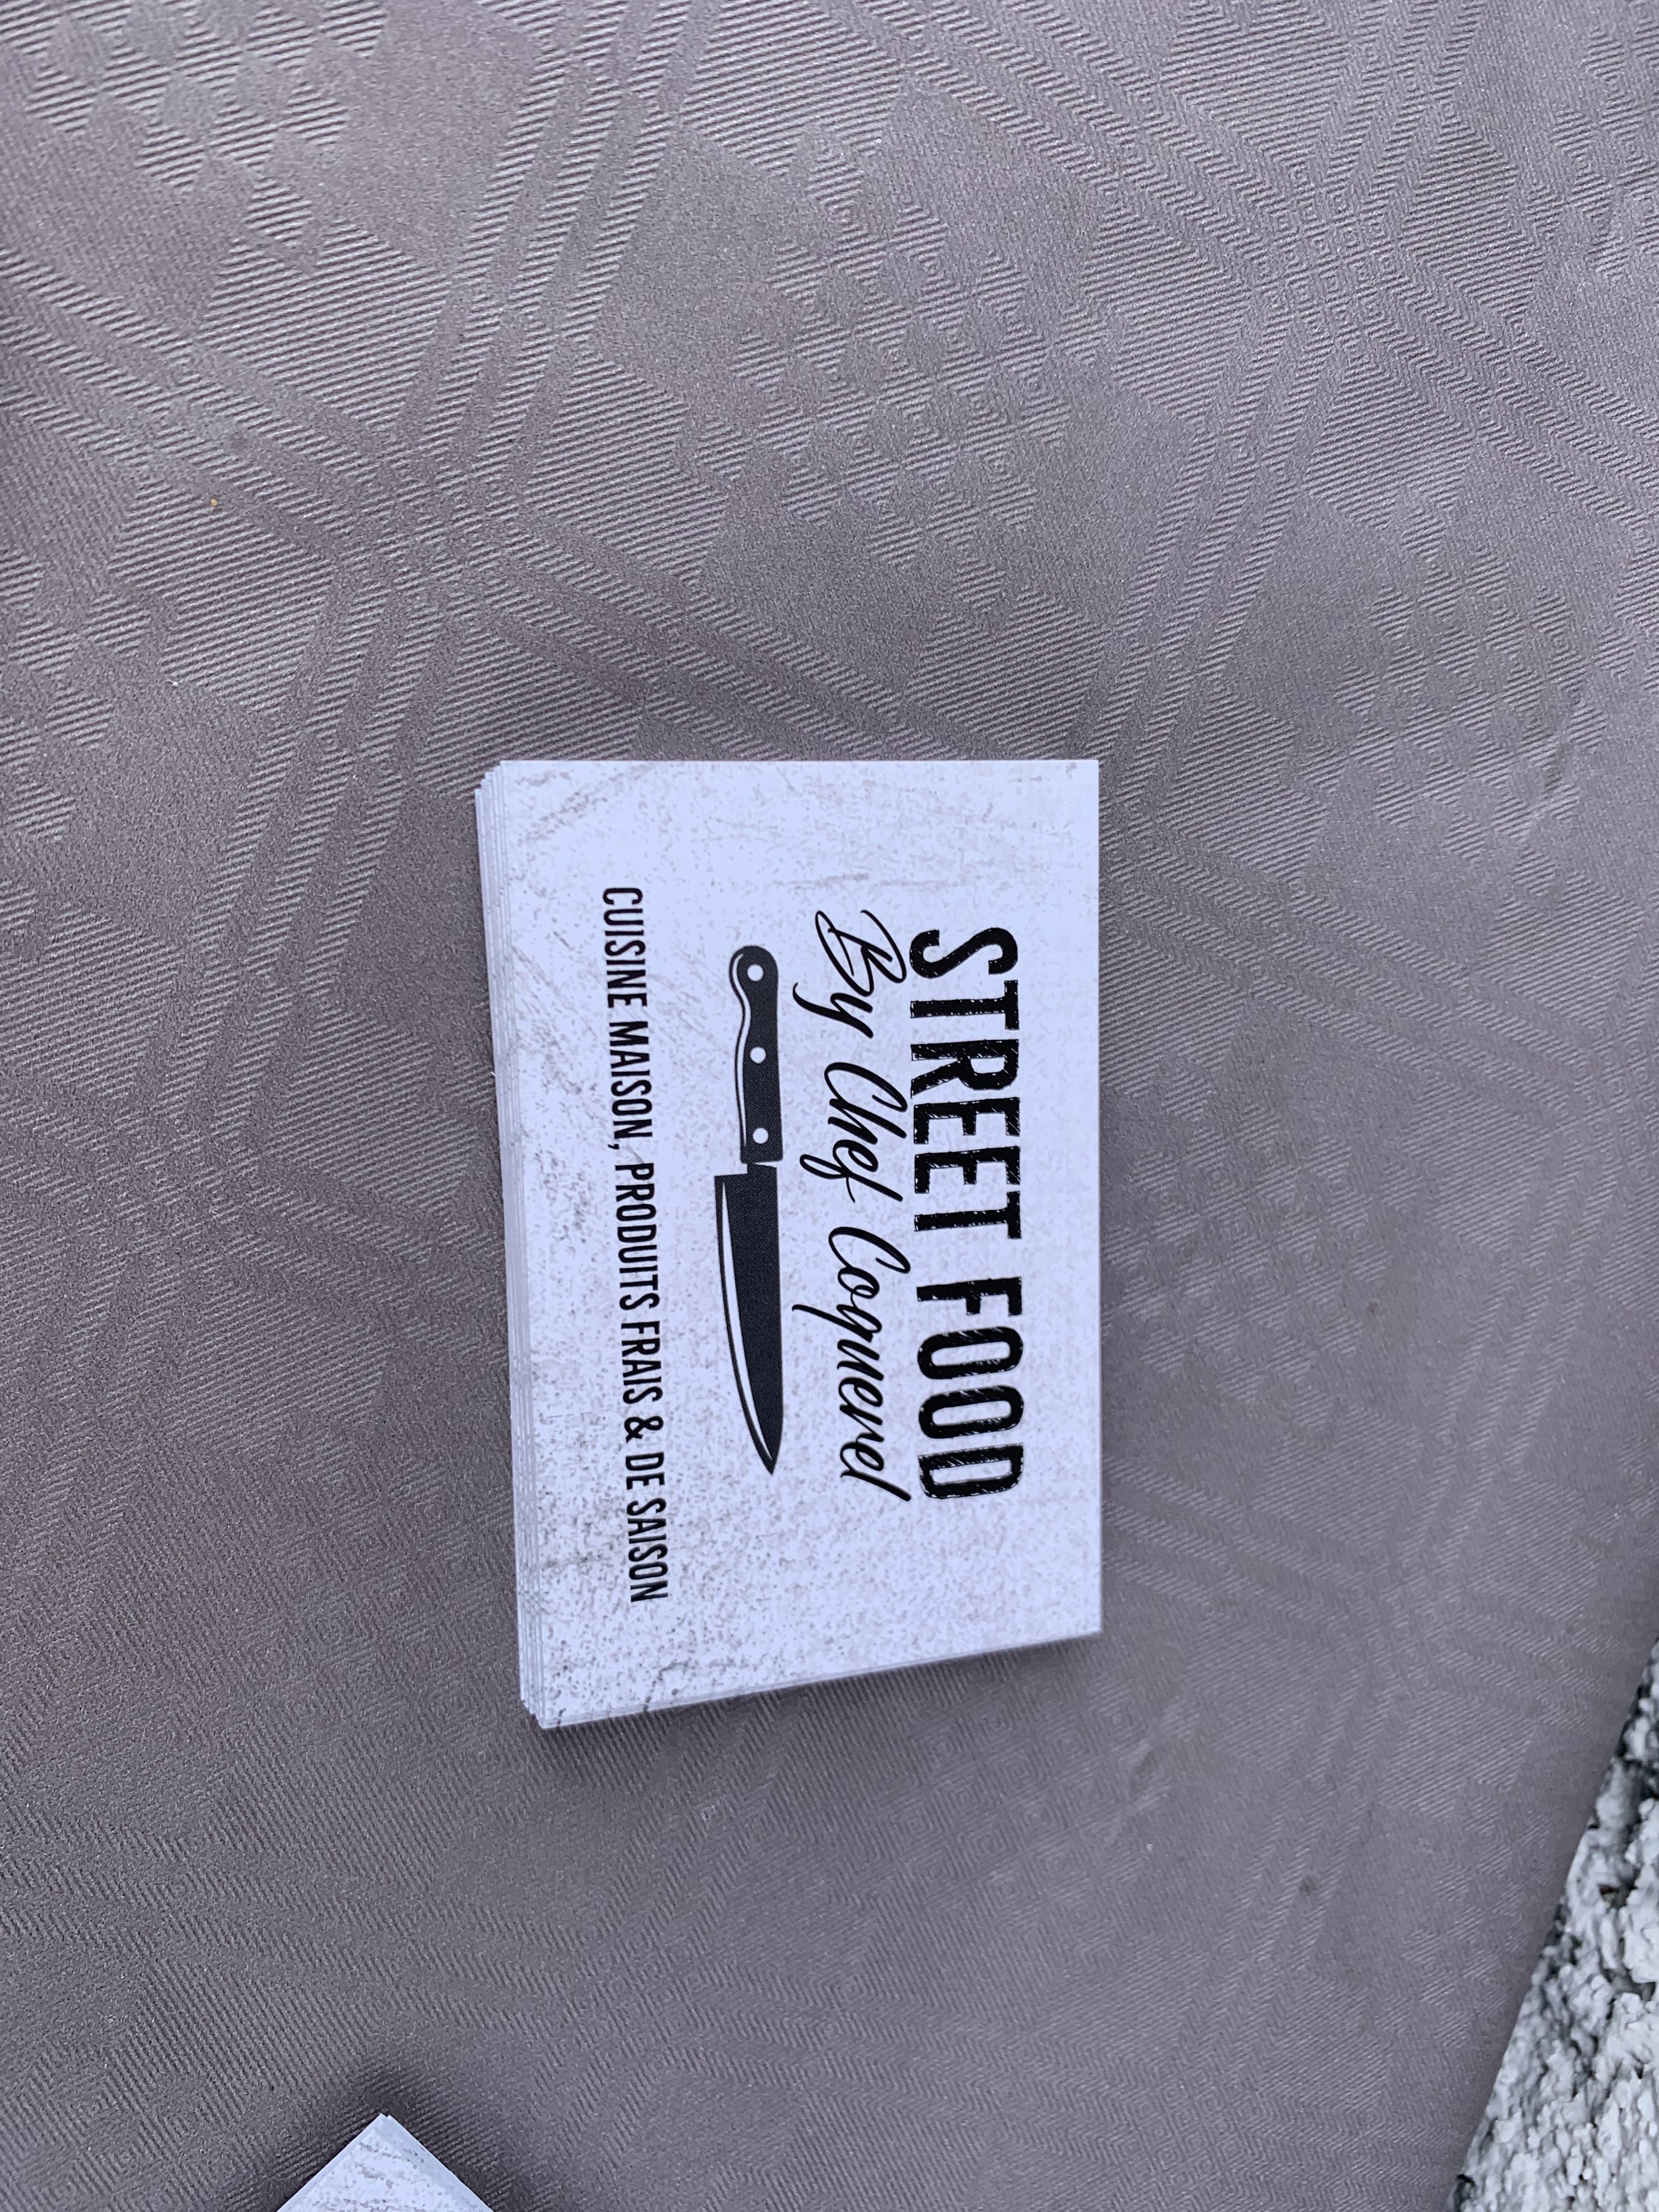 STREET FOOD
By Chef Coquerel
CUISINE MAISON, PRODUITS FRAIS & DE SAISON